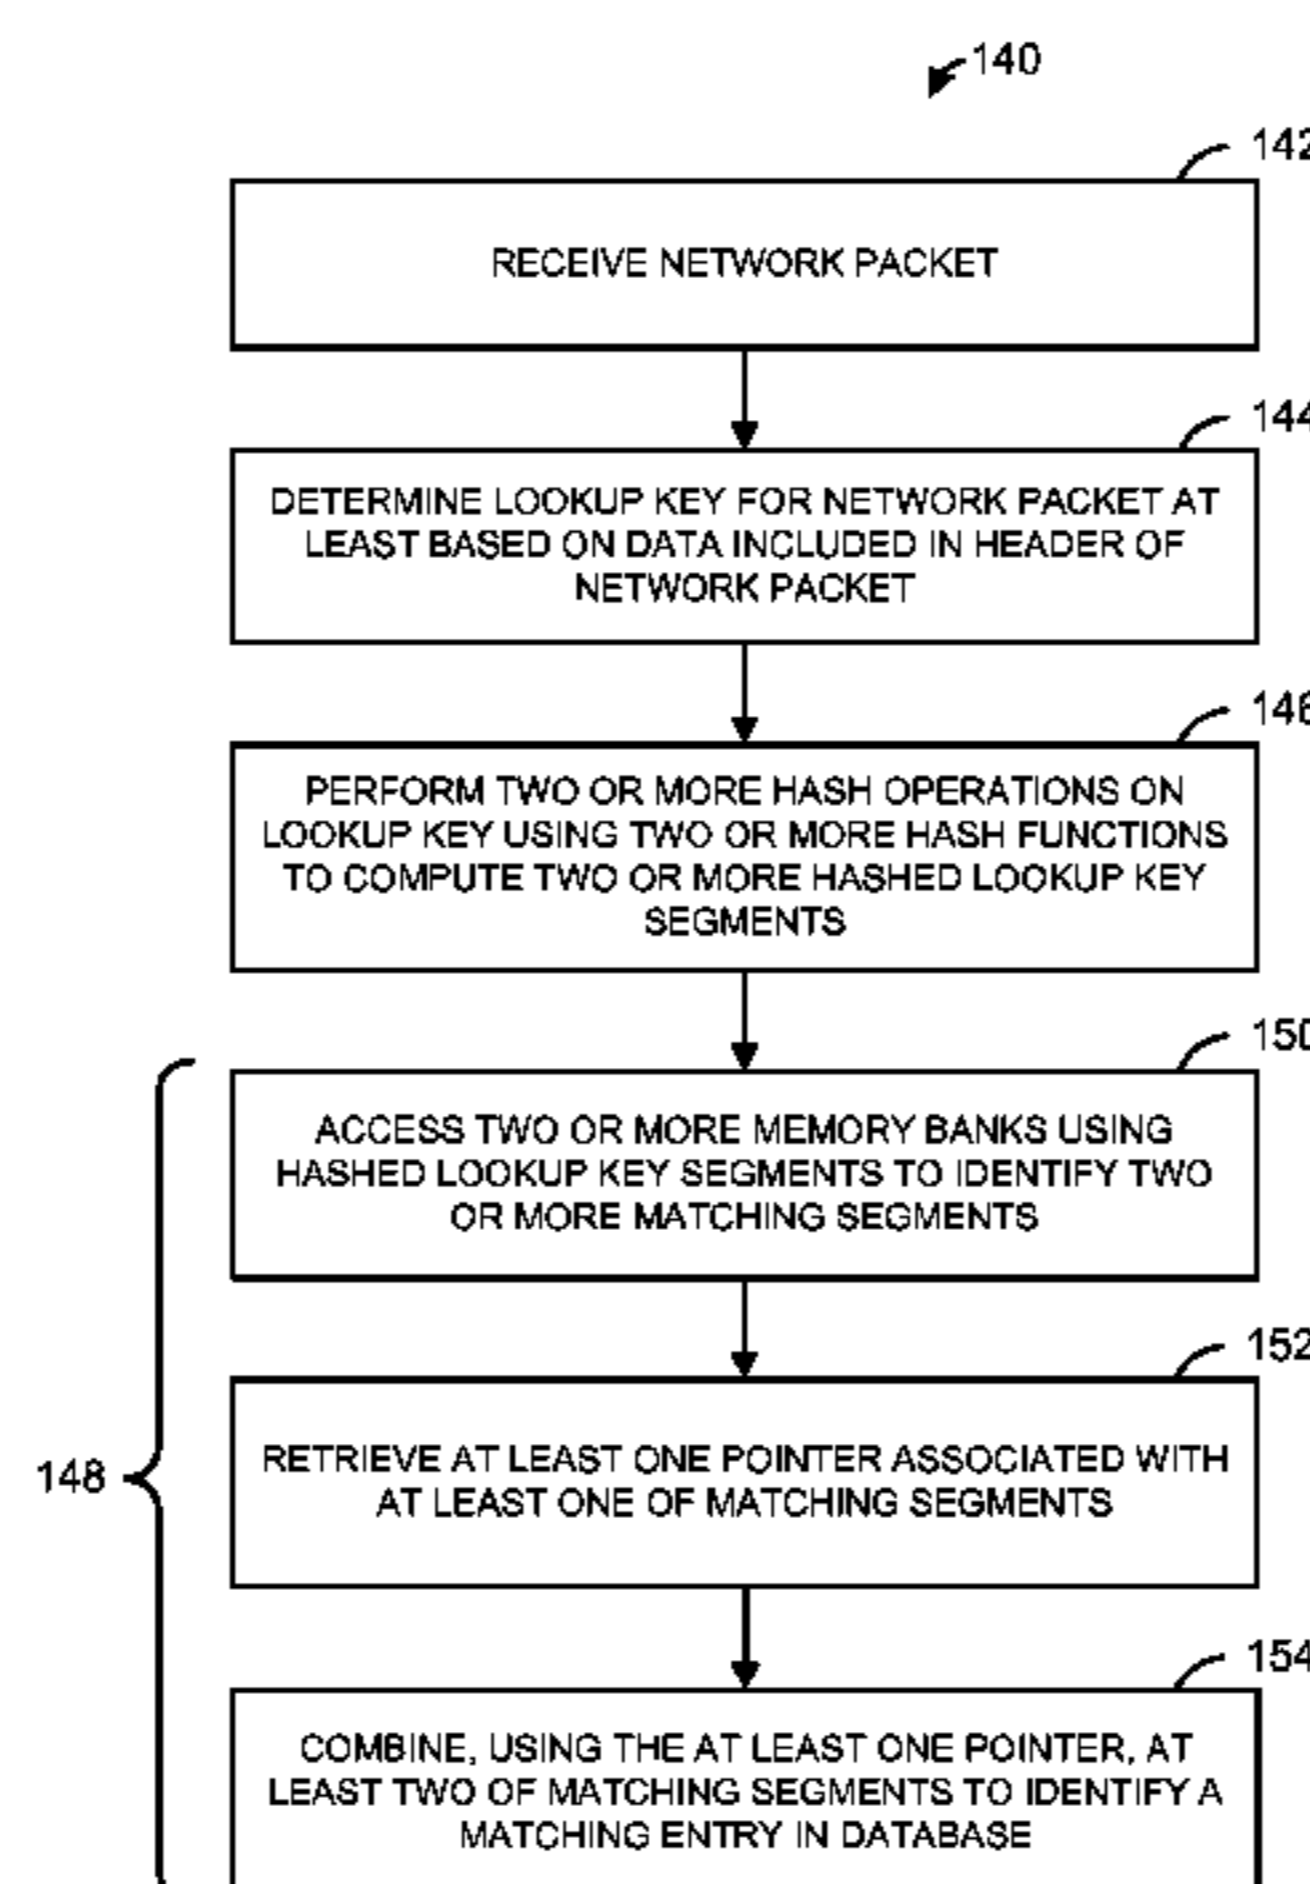 140
142
RECEIVE NETWORK PACKET
144
DETERMINE LOOKUP KEY FOR NETWORK PACKET AT
LEAST BASED ON DATA INCLUDED IN HEADER OF
NETWORK PACKET
146
PERFORM TWO OR MORE HASH OPERATIONS ON
LOOKUP KEY USING TWO OR MORE HASH FUNCTIONS
TO COMPUTE TWO OR MORE HASHED LOOKUP KEY
SEGMENTS
150
ACCESS TWO OR MORE MEMORY BANKS USING
HASHED LOOKUP KEY SEGMENTS TO IDENTIFY TWO
OR MORE MATCHING SEGMENTS
152
148
RETRIEVE AT LEAST ONE POINTER ASSOCIATED WITH
AT LEAST ONE OF MATCHING SEGMENTS
154
COMBINE, USING THE AT LEAST ONE POINTER, AT
LEAST TWO OF MATCHING SEGMENTS TO IDENTIFY A
MATCHING ENTRY IN DATABASE